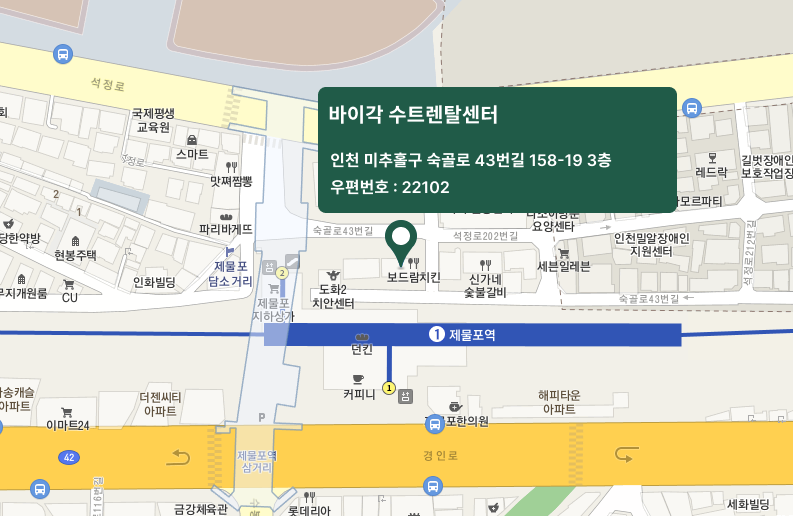 석정로
바이각 수트렌탈센터
인천 미추홀구 숙골로 43번길 158-19 3층
우편번호 : 22102
국제평생
교육원
스마트
맛쩌짬뽕
레드락
길벗장애인
보호작업장
2
1
파리바게뜨
숙골로43번길
석정로202번길
요양센타
인천밀알장애인
지원센터
석정로212번길
당한약방
현봉주택
제물포
담소거리
인화빌딩
CU
2
보드람치킨
신가네
숯불갈비
세븐일레븐
도화2
치안센터
숙골로43번길
제물포
지하상가
1 제물포역
던킨
커피니
1
더젠씨티
아파트
이마트24
해피타운
아파트
P
42
제물포역
삼거리
경인로
금강체육관
롯데리아
세화빌딩